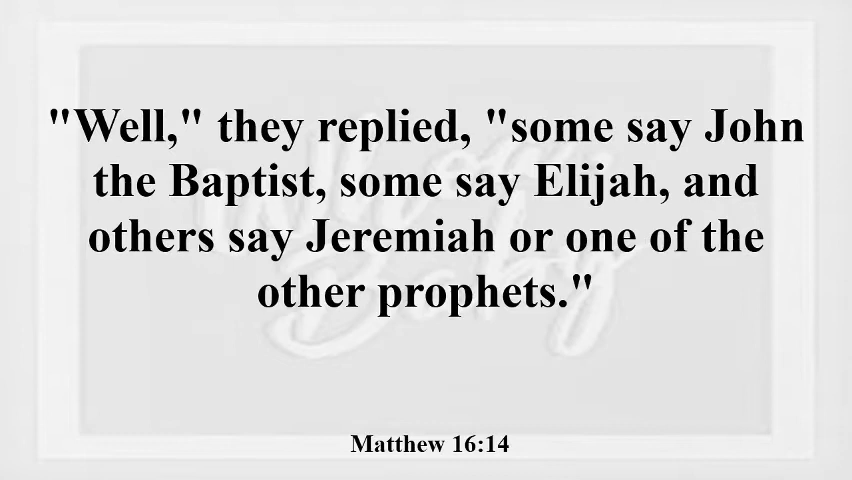 "Well," they replied, "some say John
the Baptist, some say Elijah, and
others say Jeremiah or one of the
other prophets."
Matthew 16:14